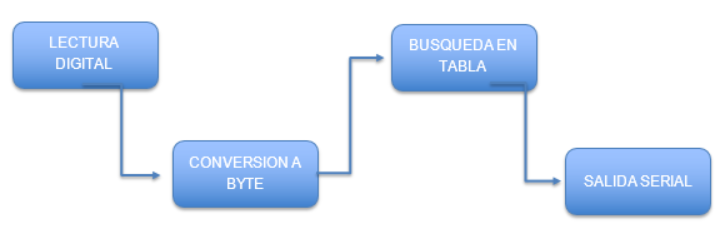 LECTURA
DIGITAL
CONVERSION A
BYTE
BUSQUEDA EN
TABLA
SALIDA SERIAL